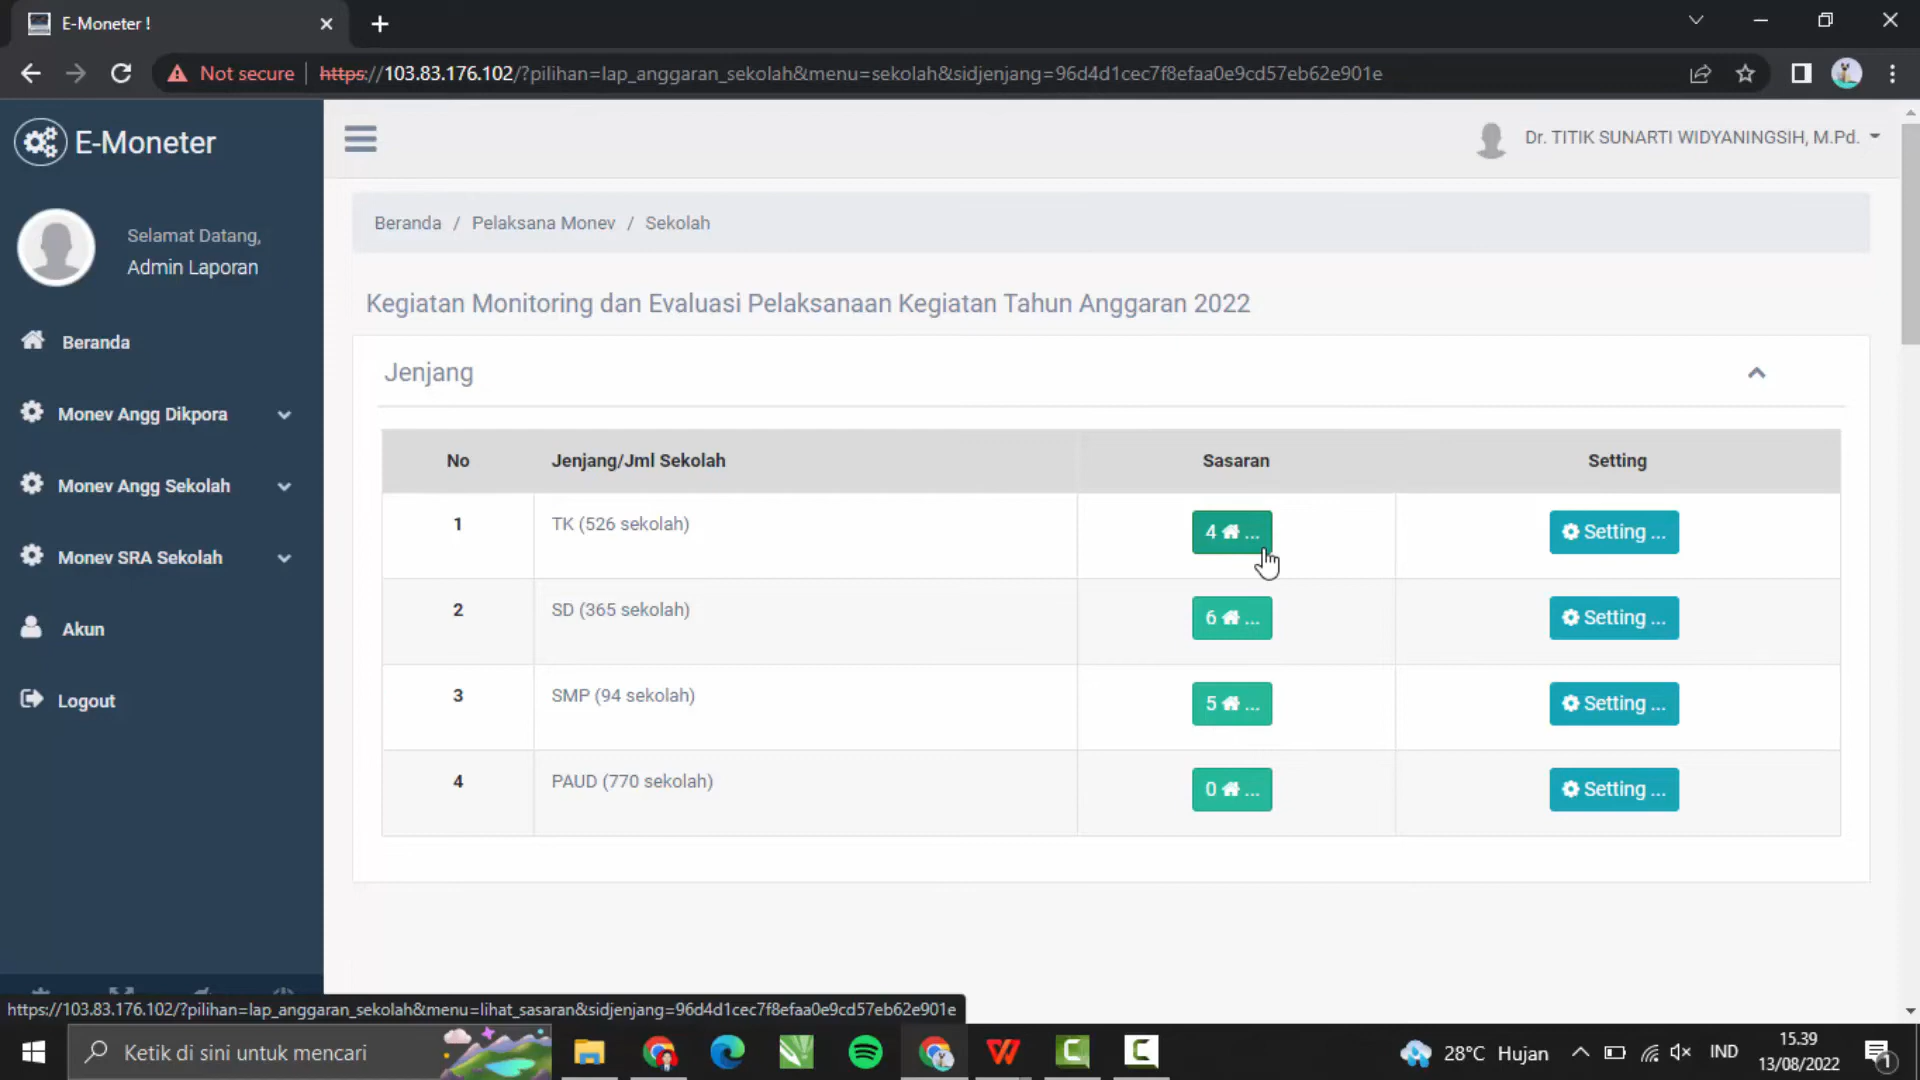 E-Moneter !
Not secure
https://103.83.176.102/?pilihan=lap_anggaran_sekolah&menu=sekolah&sidjenjang=96d4d1cec7f8efaa0e9cd57eb62e901e
E-Moneter
Dr. TITIK SUNARTI WIDYANINGSIH, M.Pd.
Selamat Datang,
Admin Laporan
Beranda
Monev Angg Dikpora
Monev Angg Sekolah
Monev SRA Sekolah
Akun
Logout
Beranda / Pelaksana Monev / Sekolah
Kegiatan Monitoring dan Evaluasi Pelaksanaan Kegiatan Tahun Anggaran 2022
Jenjang
No Jenjang/Jml Sekolah Sasaran Setting
1 TK (526 sekolah) 4 ... Setting ...
2 SD (365 sekolah) 6 ... Setting ...
3 SMP (94 sekolah) 5 ... Setting ...
4 PAUD (770 sekolah) 0 ... Setting ...
https://103.83.176.102/?pilihan=lap_anggaran_sekolah&menu=lihat_sasaran&sidjenjang=96d4d1cec7f8efaa0e9cd57eb62e901e
Ketik di sini untuk mencari
28°C Hujan
IND
15.39
13/08/2022
1